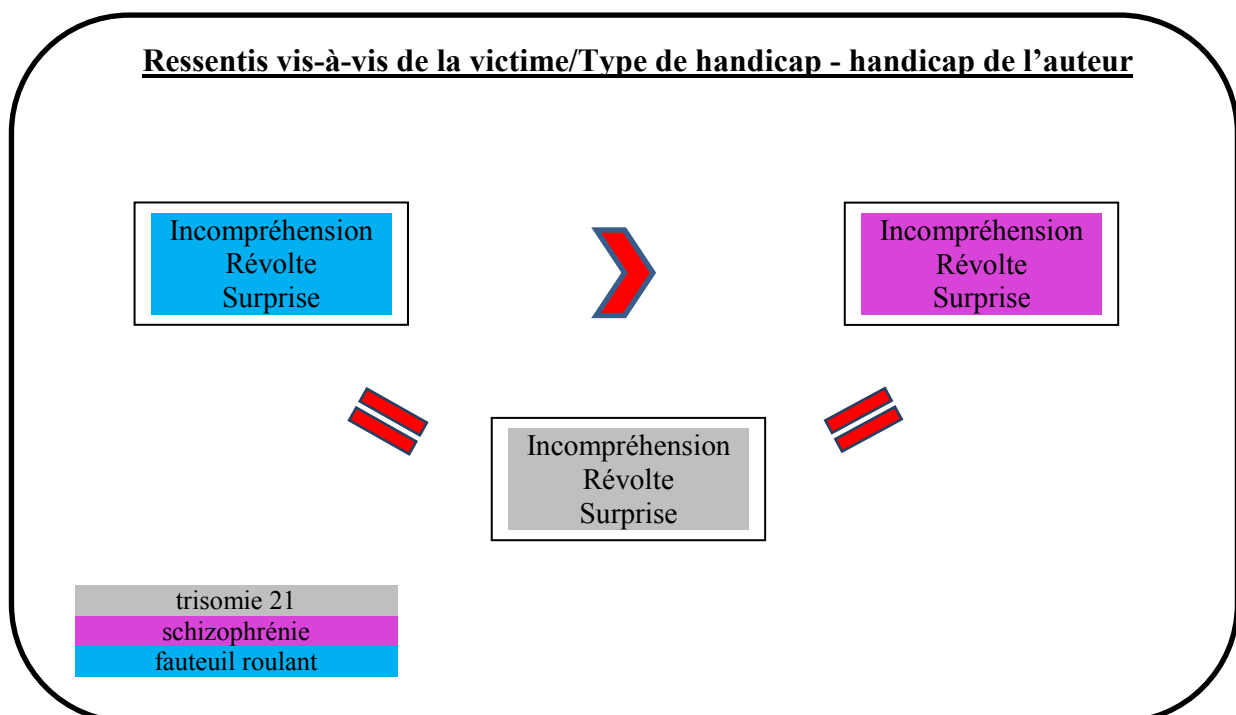 Ressentis vis-à-vis de la victime/Type de handicap - handicap de l’auteur
Incompréhension
Révolte
Surprise
Incompréhension
Révolte
Surprise
Incompréhension
Révolte
Surprise
trisomie 21
schizophrénie
fauteuil roulant